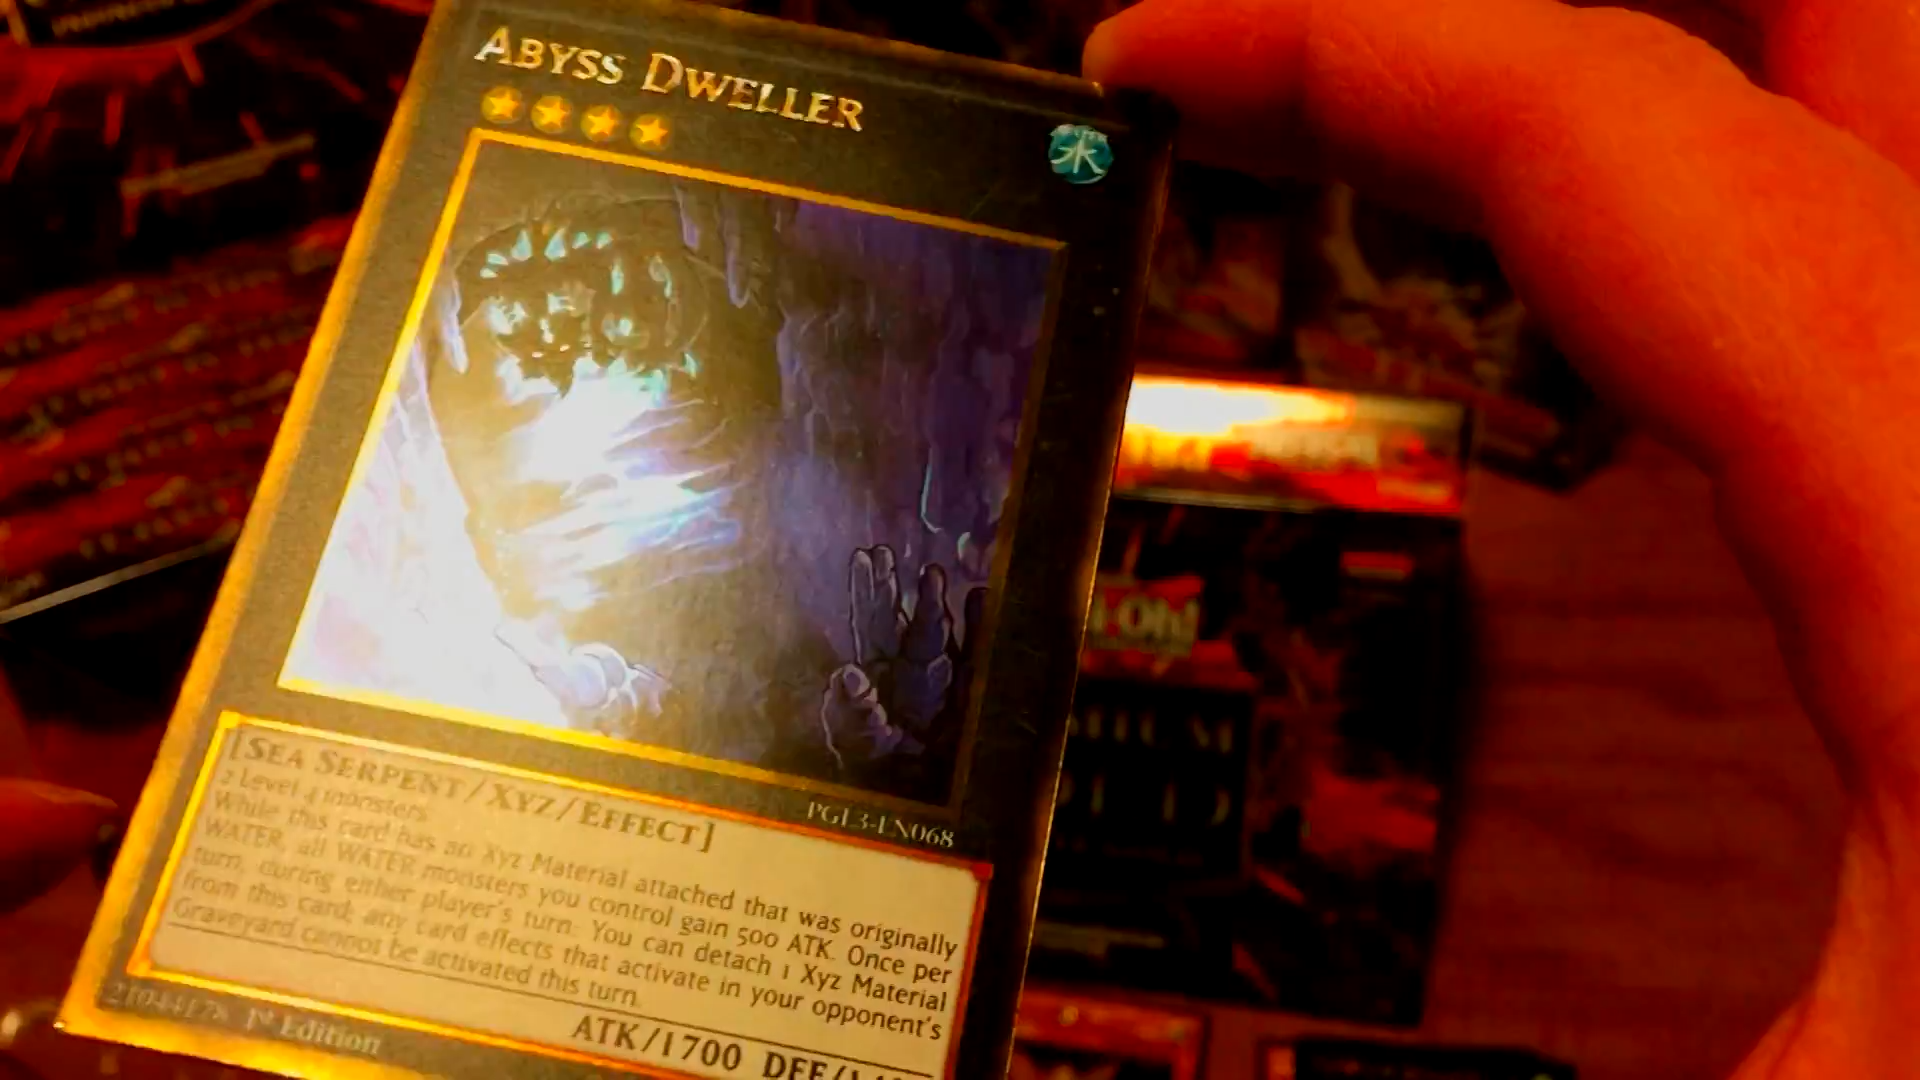 ABYSS DWELLER
水
PGL3-EN068
[SEA SERPENT/XYZ/EFFECT]
2 Level 4 monsters
While this card has an Xyz Material attached that was originally
WATER, all WATER monsters you control gain 500 ATK. Once per
turn, during either player's turn: You can detach 1 Xyz Material
from this card; any card effects that activate in your opponent's
Graveyard cannot be activated this turn.
ATK/1700 DEF/
21044178 1st Edition
Oh!